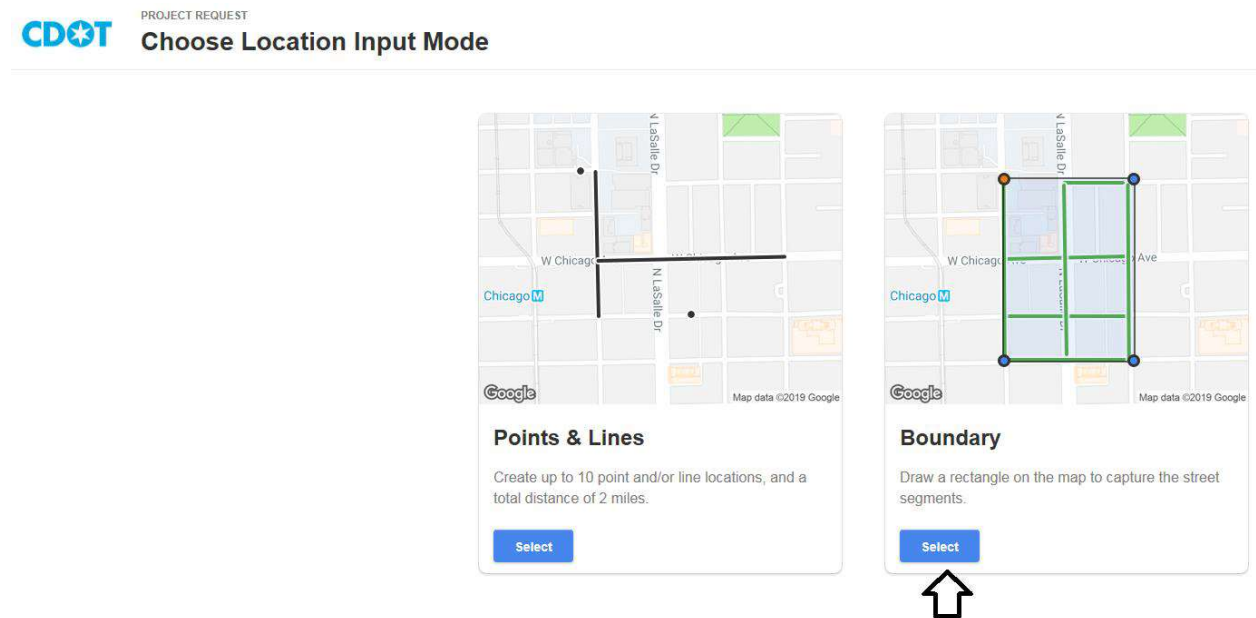 CDOT
PROJECT REQUEST
Choose Location Input Mode
N LaSalle Dr
W Chicago
N LaSalle Dr
Chicago M
Google
Map data ©2019 Google
Points & Lines
Create up to 10 point and/or line locations, and a
total distance of 2 miles.
Select
N LaSalle Dr
W Chicago Ave
Chicago M
Google
Map data ©2019 Google
Boundary
Draw a rectangle on the map to capture the street
segments.
Select